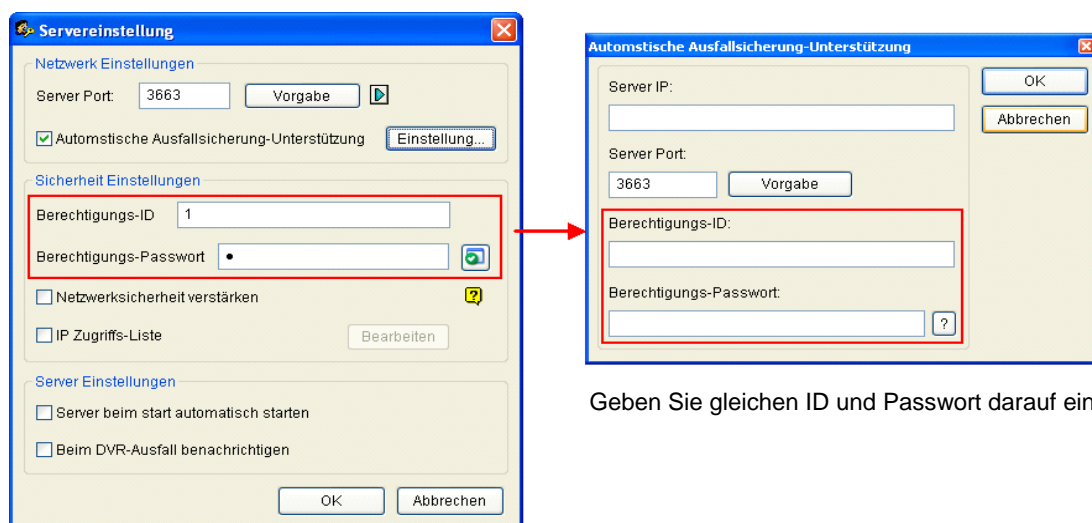 Servereinstellung
Netzwerk Einstellungen
Server Port: 3663 Vorgabe
Automstische Ausfallsicherung-Unterstützung Einstellung...
Sicherheit Einstellungen
Berechtigungs-ID 1
Berechtigungs-Passwort •
Netzwerksicherheit verstärken ?
IP Zugriffs-Liste Bearbeiten
Server Einstellungen
Server beim start automatisch starten
Beim DVR-Ausfall benachrichtigen
OK Abbrechen
Automstische Ausfallsicherung-Unterstützung
Server IP: OK
Abbrechen
Server Port:
3663 Vorgabe
Berechtigungs-ID:
Berechtigungs-Passwort:
?
Geben Sie gleichen ID und Passwort darauf ein